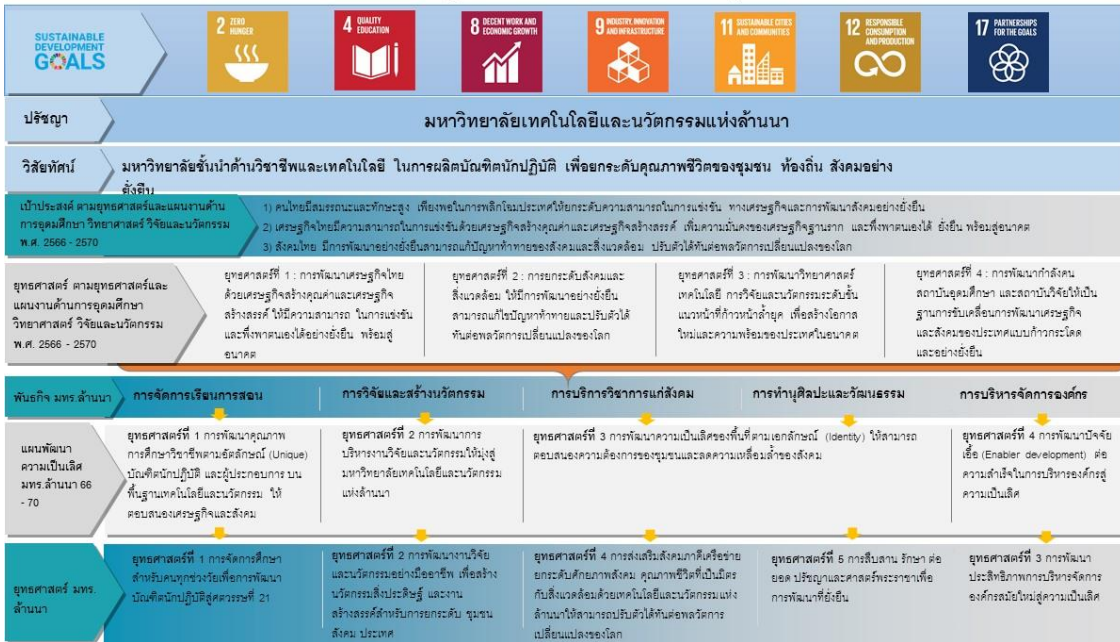 SUSTAINABLE
DEVELOPMENT
GOALS
2 ZERO
HUNGER
4 QUALITY
EDUCATION
8 DECENT WORK AND
ECONOMIC GROWTH
9 INDUSTRY, INNOVATION
AND INFRASTRUCTURE
11 SUSTAINABLE CITIES
AND COMMUNITIES
12 RESPONSIBLE
CONSUMPTION
AND PRODUCTION
17 PARTNERSHIPS
FOR THE GOALS
ปรัชญา
มหาวิทยาลัยเทคโนโลยีและนวัตกรรมแห่งล้านนา
วิสัยทัศน์
มหาวิทยาลัยชั้นนำด้านวิชาชีพและเทคโนโลยี ในการผลิตบัณฑิตนักปฏิบัติ เพื่อยกระดับคุณภาพชีวิตของชุมชน ท้องถิ่น สังคมอย่าง
ยั่งยืน
เป้าประสงค์ ตามยุทธศาสตร์และแผนงานด้าน
การอุดมศึกษา วิทยาศาสตร์ วิจัยและนวัตกรรม
พ.ศ. 2566 - 2570
1) คนไทยมีสมรรถนะและทักษะสูง เพียงพอในการพลิกโฉมประเทศให้ยกระดับความสามารถในการแข่งขัน ทางเศรษฐกิจและการพัฒนาสังคมอย่างยั่งยืน
2) เศรษฐกิจไทยมีความสามารถในการแข่งขันด้วยเศรษฐกิจสร้างคุณค่าและเศรษฐกิจสร้างสรรค์ เพิ่มความมั่นคงของเศรษฐกิจฐานราก และพึ่งพาตนเองได้ ยั่งยืน พร้อมสู่อนาคต
3) สังคมไทย มีการพัฒนาอย่างยั่งยืนสามารถแก้ปัญหาท้าทายของสังคมและสิ่งแวดล้อม ปรับตัวได้ทันต่อพลวัตการเปลี่ยนแปลงของโลก
ยุทธศาสตร์ ตามยุทธศาสตร์และ
แผนงานด้านการอุดมศึกษา
วิทยาศาสตร์ วิจัยและนวัตกรรม
พ.ศ. 2566 - 2570
ยุทธศาสตร์ที่ 1 : การพัฒนาเศรษฐกิจไทย
ด้วยเศรษฐกิจสร้างคุณค่าและเศรษฐกิจ
สร้างสรรค์ ให้มีความสามารถ ในการแข่งขัน
และพึ่งพาตนเองได้อย่างยั่งยืน พร้อมสู่
อนาคต
ยุทธศาสตร์ที่ 2 : การยกระดับสังคมและ
สิ่งแวดล้อม ให้มีการพัฒนาอย่างยั่งยืน
สามารถแก้ไขปัญหาท้าทายและปรับตัวได้
ทันต่อพลวัตการเปลี่ยนแปลงของโลก
ยุทธศาสตร์ที่ 3 : การพัฒนาวิทยาศาสตร์
เทคโนโลยี การวิจัยและนวัตกรรมระดับขั้น
แนวหน้าที่ก้าวหน้าล้ำยุค เพื่อสร้างโอกาส
ใหม่และความพร้อมของประเทศในอนาคต
ยุทธศาสตร์ที่ 4 : การพัฒนากำลังคน
สถาบันอุดมศึกษา และสถาบันวิจัยให้เป็น
ฐานการขับเคลื่อนการพัฒนาเศรษฐกิจ
และสังคมของประเทศแบบก้าวกระโดด
และอย่างยั่งยืน
พันธกิจ มทร.ล้านนา
การจัดการเรียนการสอน
การวิจัยและสร้างนวัตกรรม
การบริการวิชาการแก่สังคม
การทำนุศิลปะและวัฒนธรรม
การบริหารจัดการองค์กร
แผนพัฒนา
ความเป็นเลิศ
มทร.ล้านนา 66
- 70
ยุทธศาสตร์ที่ 1 การพัฒนาคุณภาพ
การศึกษาวิชาชีพตามอัตลักษณ์ (Unique)
บัณฑิตนักปฏิบัติ และผู้ประกอบการ บน
พื้นฐานเทคโนโลยีและนวัตกรรม ให้
ตอบสนองเศรษฐกิจและสังคม
ยุทธศาสตร์ที่ 2 การพัฒนาการ
บริหารงานวิจัยและนวัตกรรมให้มุ่งสู่
มหาวิทยาลัยเทคโนโลยีและนวัตกรรม
แห่งล้านนา
ยุทธศาสตร์ที่ 3 การพัฒนาความเป็นเลิศของพื้นที่ตามเอกลักษณ์ (Identity) ให้สามารถ
ตอบสนองความต้องการของชุมชนและลดความเหลื่อมล้ำของสังคม
ยุทธศาสตร์ที่ 4 การพัฒนาปัจจัย
เอื้อ (Enabler development) ต่อ
ความสำเร็จในการบริหารองค์กรสู่
ความเป็นเลิศ
ยุทธศาสตร์ มทร.
ล้านนา
ยุทธศาสตร์ที่ 1 การจัดการศึกษา
สำหรับคนทุกช่วงวัยเพื่อการพัฒนา
บัณฑิตนักปฏิบัติสู่ศตวรรษที่ 21
ยุทธศาสตร์ที่ 2 การพัฒนางานวิจัย
และนวัตกรรมอย่างมืออาชีพ เพื่อสร้าง
นวัตกรรมสิ่งประดิษฐ์ และงาน
สร้างสรรค์สำหรับการยกระดับ ชุมชน
สังคม ประเทศ
ยุทธศาสตร์ที่ 4 การส่งเสริมสังคมภาคีเครือข่าย
ยกระดับศักยภาพสังคม คุณภาพชีวิตที่เป็นมิตร
กับสิ่งแวดล้อมด้วยเทคโนโลยีและนวัตกรรมแห่ง
ล้านนาให้สามารถปรับตัวได้ทันต่อพลวัตการ
เปลี่ยนแปลงของโลก
ยุทธศาสตร์ที่ 5 การสืบสาน รักษา ต่อ
ยอด ปรัชญาและศาสตร์พระราชาเพื่อ
การพัฒนาที่ยั่งยืน
ยุทธศาสตร์ที่ 3 การพัฒนา
ประสิทธิภาพการบริหารจัดการ
องค์กรสมัยใหม่สู่ความเป็นเลิศ